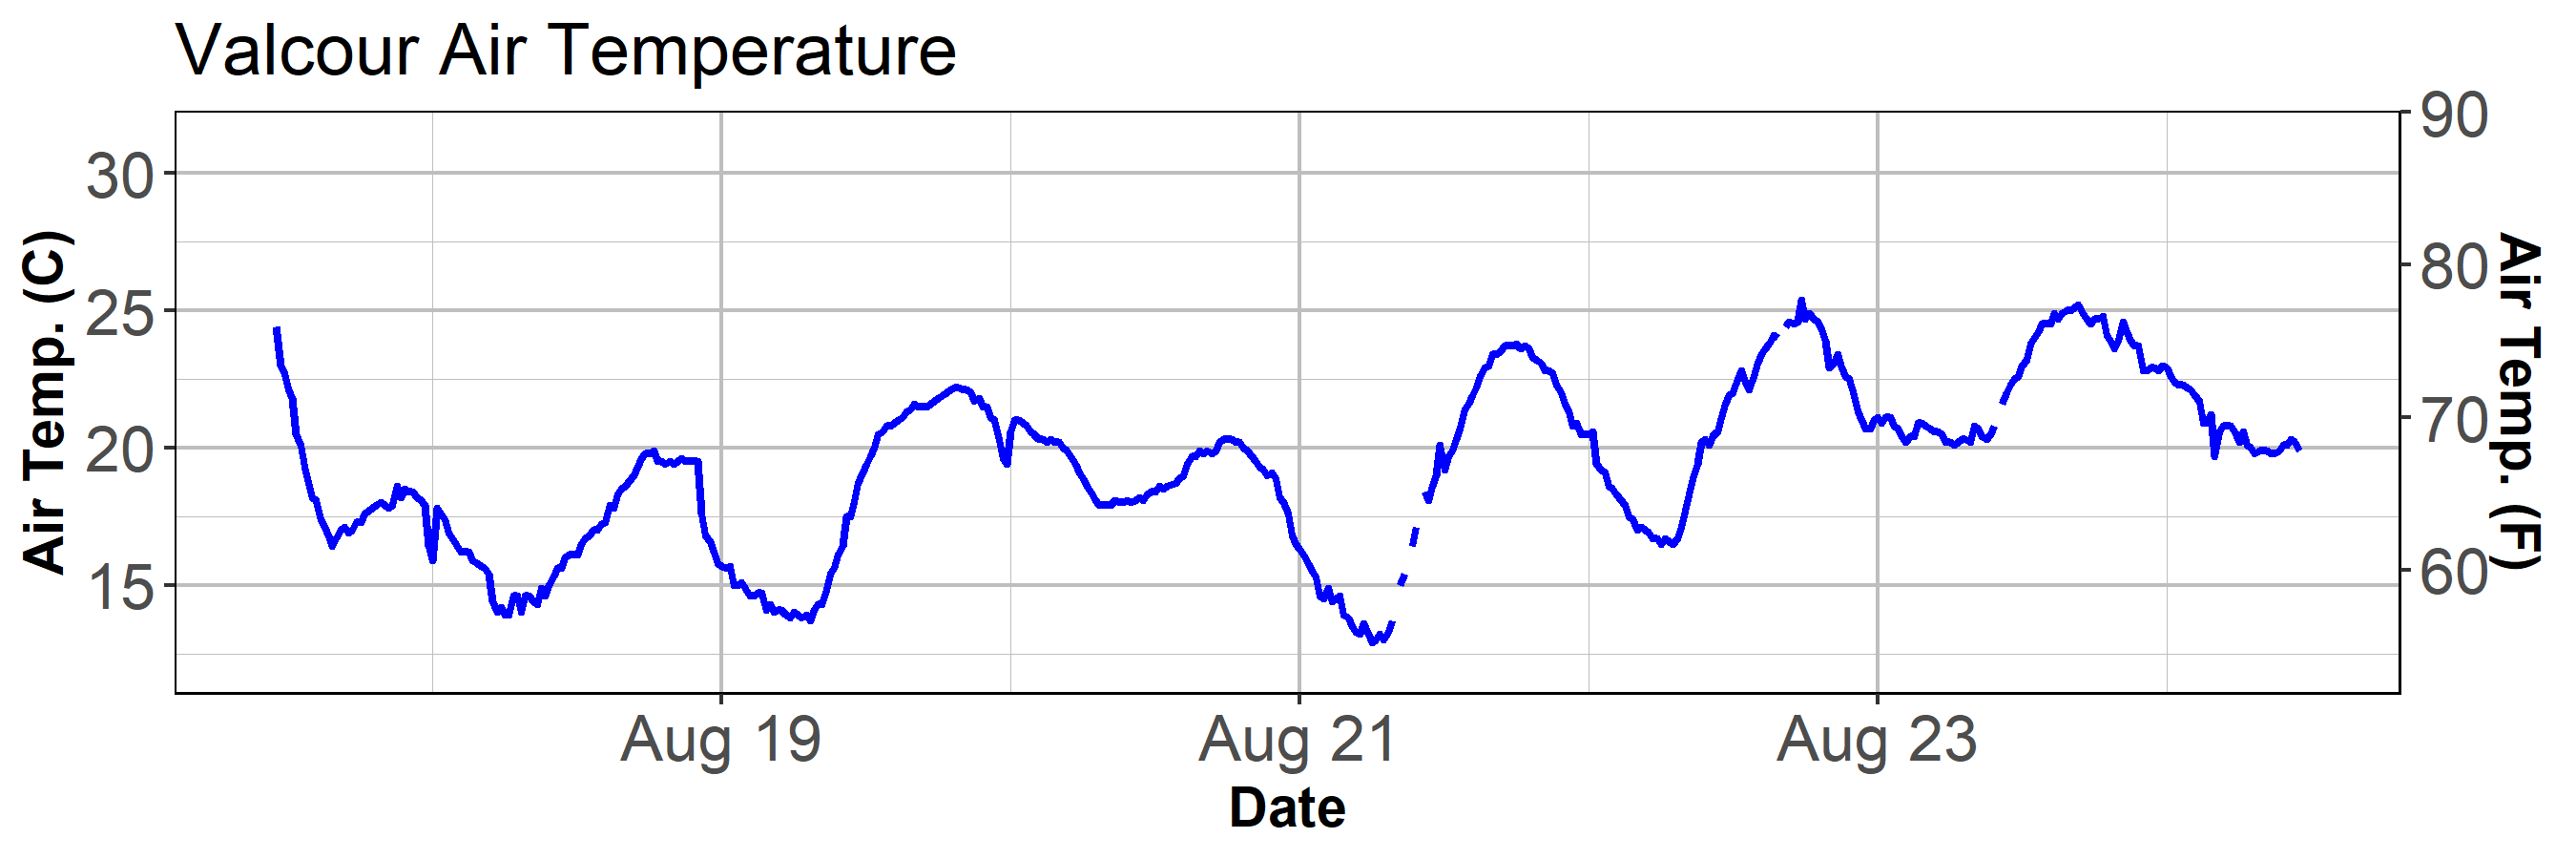 Valcour Air Temperature
Air Temp. (C)
30
25
20
15
90
80
70
60
Air Temp. (F)
Aug 19
Aug 21
Aug 23
Date